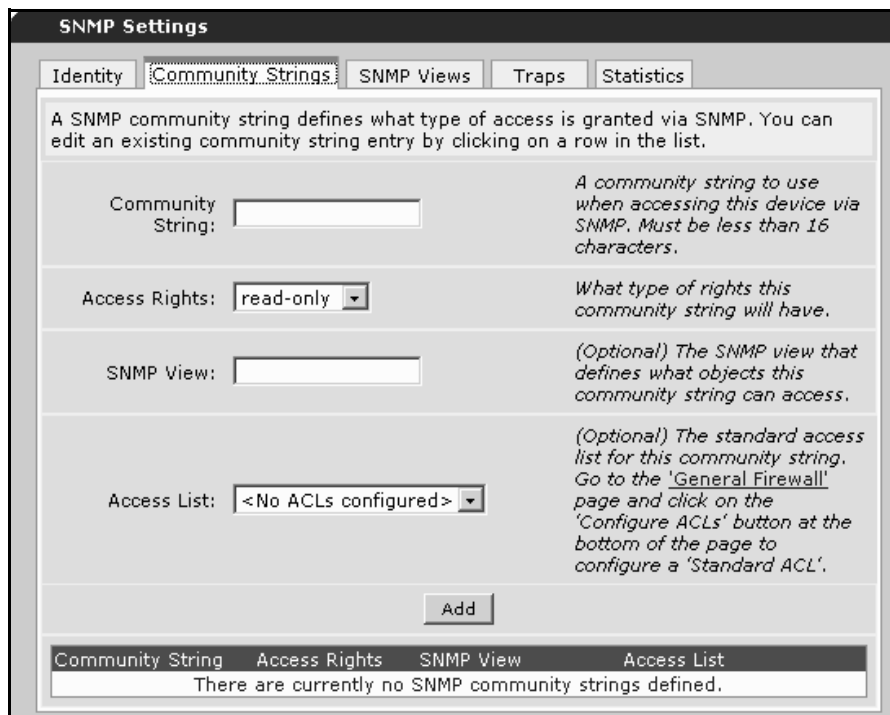 SNMP Settings
Identity
Community Strings
SNMP Views
Traps
Statistics
A SNMP community string defines what type of access is granted via SNMP. You can
edit an existing community string entry by clicking on a row in the list.
Community
String:
A community string to use
when accessing this device via
SNMP. Must be less than 16
characters.
Access Rights:
read-only
What type of rights this
community string will have.
SNMP View:
(Optional) The SNMP view that
defines what objects this
community string can access.
Access List:
<No ACLs configured>
(Optional) The standard access
list for this community string.
Go to the 'General Firewall'
page and click on the
'Configure ACLs' button at the
bottom of the page to
configure a 'Standard ACL'.
Add
Community String Access Rights SNMP View Access List
There are currently no SNMP community strings defined.